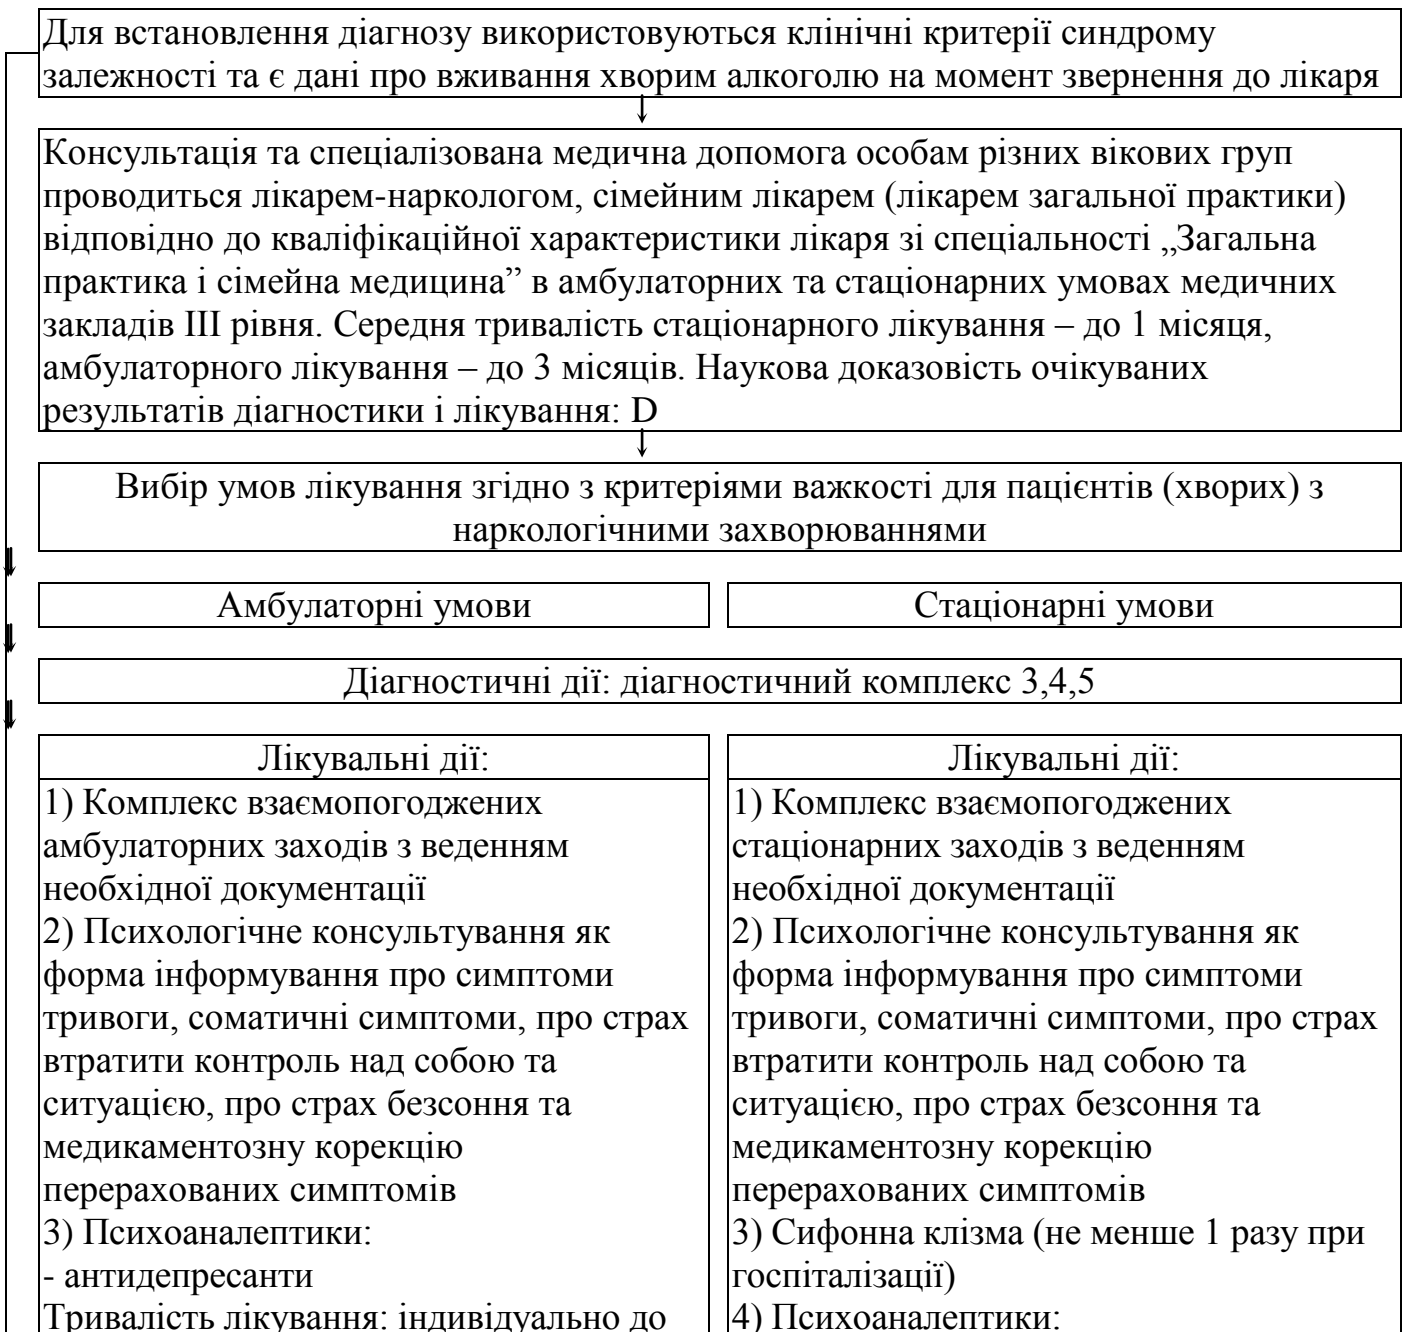 Для встановлення діагнозу використовуються клінічні критерії синдрому
залежності та є дані про вживання хворим алкоголю на момент звернення до лікаря
Консультація та спеціалізована медична допомога особам різних вікових груп
проводиться лікарем-наркологом, сімейним лікарем (лікарем загальної практики)
відповідно до кваліфікаційної характеристики лікаря зі спеціальності „Загальна
практика і сімейна медицина” в амбулаторних та стаціонарних умовах медичних
закладів III рівня. Середня тривалість стаціонарного лікування – до 1 місяця,
амбулаторного лікування – до 3 місяців. Наукова доказовість очікуваних
результатів діагностики і лікування: D
Вибір умов лікування згідно з критеріями важкості для пацієнтів (хворих) з
наркологічними захворюваннями
Амбулаторні умови
Стаціонарні умови
Діагностичні дії: діагностичний комплекс 3,4,5
Лікувальні дії:
1) Комплекс взаємопогоджених
амбулаторних заходів з веденням
необхідної документації
2) Психологічне консультування як
форма інформування про симптоми
тривоги, соматичні симптоми, про страх
втратити контроль над собою та
ситуацією, про страх безсоння та
медикаментозну корекцію
перерахованих симптомів
3) Психоаналептики:
- антидепресанти
Тривалість лікування: індивідуально до
Лікувальні дії:
1) Комплекс взаємопогоджених
стаціонарних заходів з веденням
необхідної документації
2) Психологічне консультування як
форма інформування про симптоми
тривоги, соматичні симптоми, про страх
втратити контроль над собою та
ситуацією, про страх безсоння та
медикаментозну корекцію
перерахованих симптомів
3) Сифонна клізма (не менше 1 разу при
госпіталізації)
4) Психоаналептики: